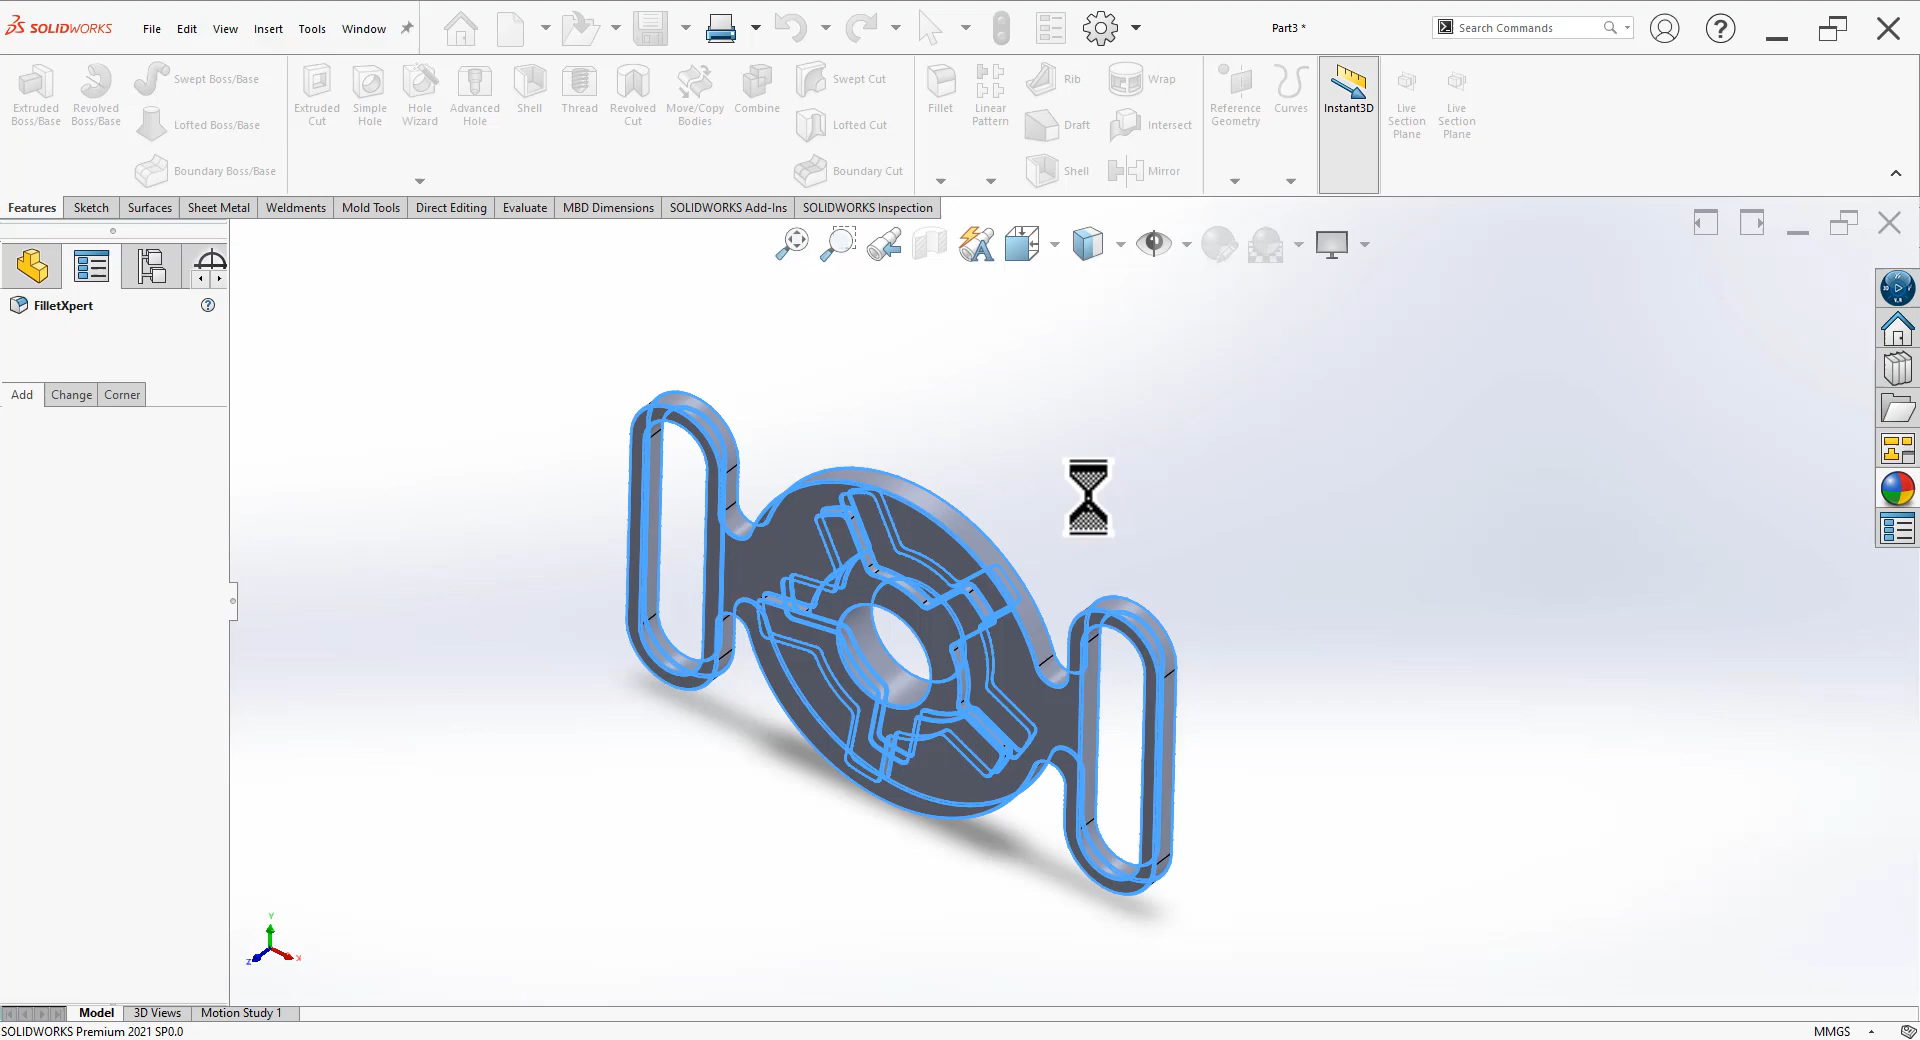 SOLIDWORKS File Edit View Insert Tools Window Part3 * Search Commands
Extruded Boss/Base
Revolved Boss/Base
Swept Boss/Base
Lofted Boss/Base
Boundary Boss/Base
Extruded Cut
Simple Hole
Hole Wizard
Advanced Hole
Shell
Thread
Revolved Cut
Move/Copy Bodies
Combine
Swept Cut
Lofted Cut
Boundary Cut
Fillet
Linear Pattern
Rib
Draft
Shell
Wrap
Intersect
Mirror
Reference Geometry
Curves
Instant3D
Live Section Plane
Live Section Plane
Features Sketch Surfaces Sheet Metal Weldments Mold Tools Direct Editing Evaluate MBD Dimensions SOLIDWORKS Add-Ins SOLIDWORKS Inspection
FilletXpert
Add Change Corner
Y
Z
X
Model 3D Views Motion Study 1
SOLIDWORKS Premium 2021 SP0.0 MMGS